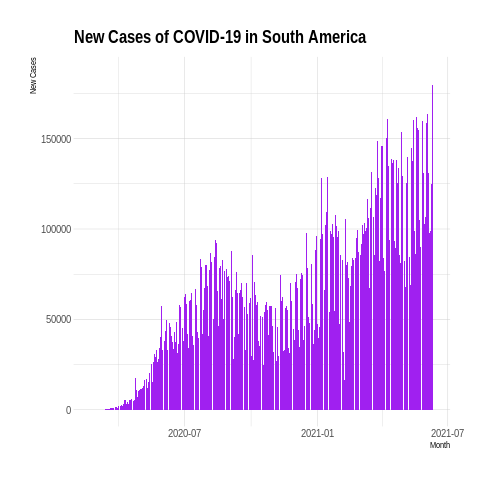 New Cases of COVID-19 in South America
New Cases
150000
100000
50000
0
2020-07
2021-01
2021-07
Month